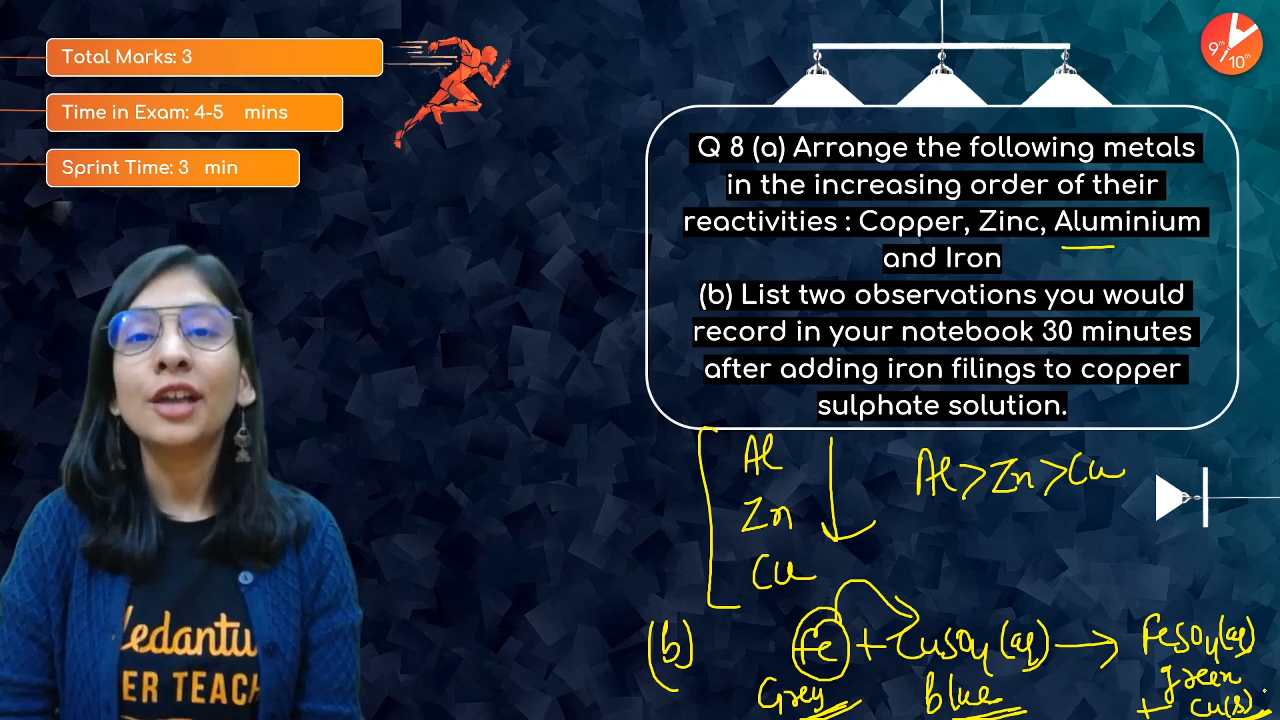 Total Marks: 3
Time in Exam: 4-5 mins
Sprint Time: 3 min
9th
10th
Q 8 (a) Arrange the following metals
in the increasing order of their
reactivities : Copper, Zinc, Aluminium
and Iron
(b) List two observations you would
record in your notebook 30 minutes
after adding iron filings to copper
sulphate solution.
Al
Zn
Cu
Al > Zn > Cu
(b) Fe + CuSO4 (aq) → FeSO4 (aq)
Grey blue green
+ Cu(s)
Vedantu
ER TEACH